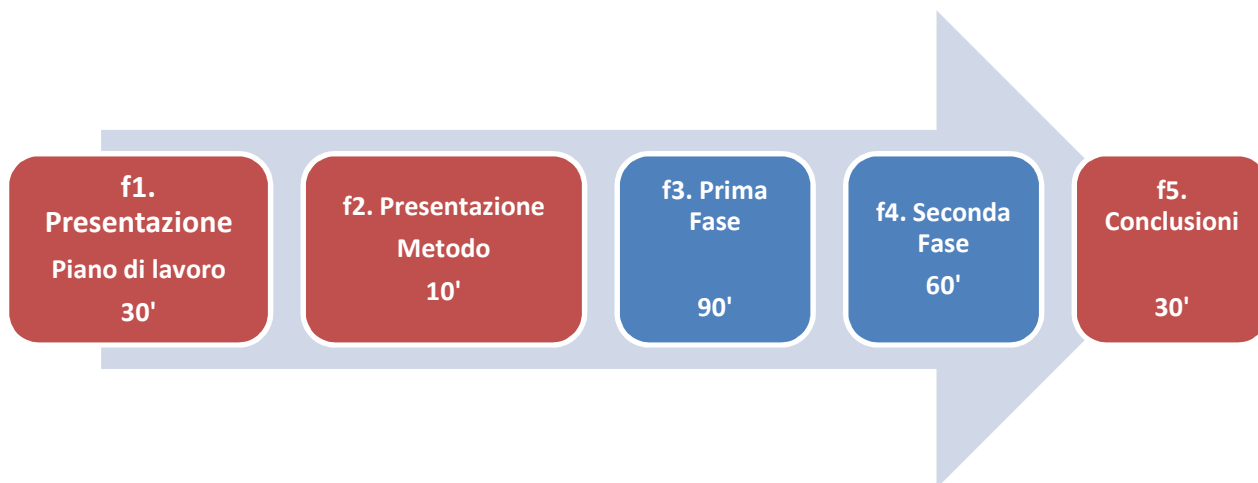 f1.
Presentazione
Piano di lavoro
30'
f2. Presentazione
Metodo
10'
f3. Prima
Fase
90'
f4. Seconda
Fase
60'
f5.
Conclusioni
30'